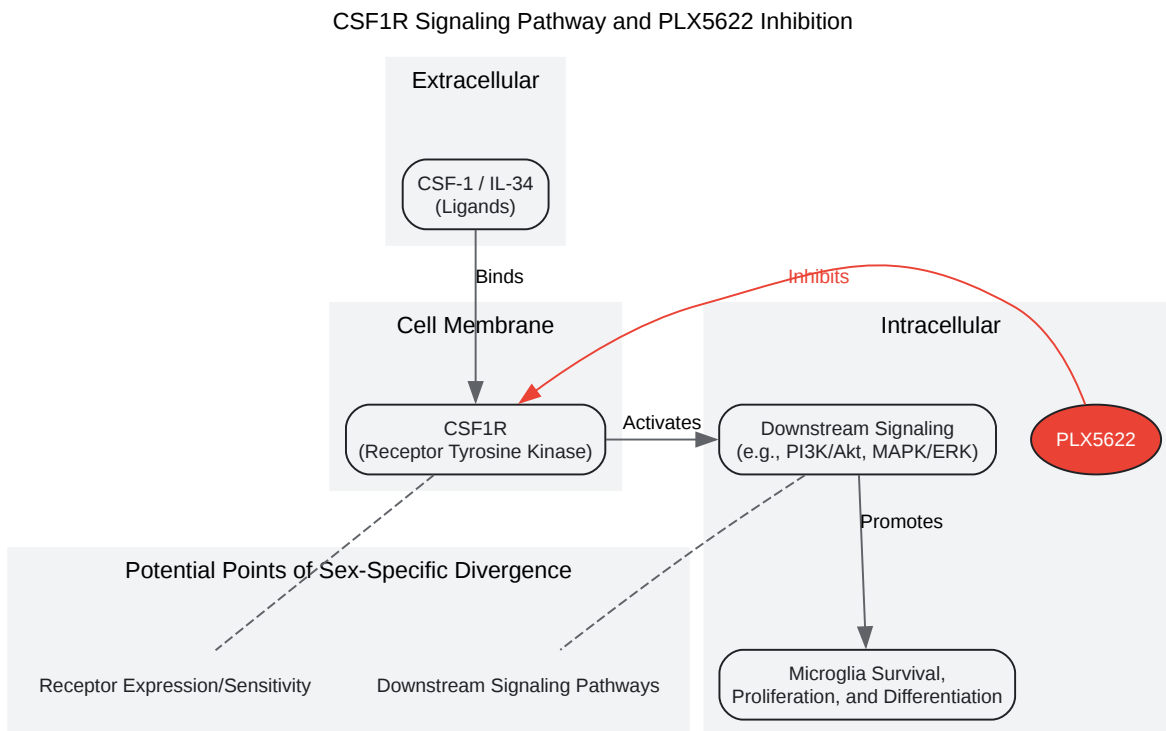 CSF1R Signaling Pathway and PLX5622 Inhibition
Extracellular
CSF-1 / IL-34
(Ligands)
Binds
Inhibits
Cell Membrane
Intracellular
CSF1R
(Receptor Tyrosine Kinase)
Activates
Downstream Signaling
(e.g., PI3K/Akt, MAPK/ERK)
PLX5622
Promotes
Potential Points of Sex-Specific Divergence
Receptor Expression/Sensitivity
Downstream Signaling Pathways
Microglia Survival,
Proliferation, and Differentiation